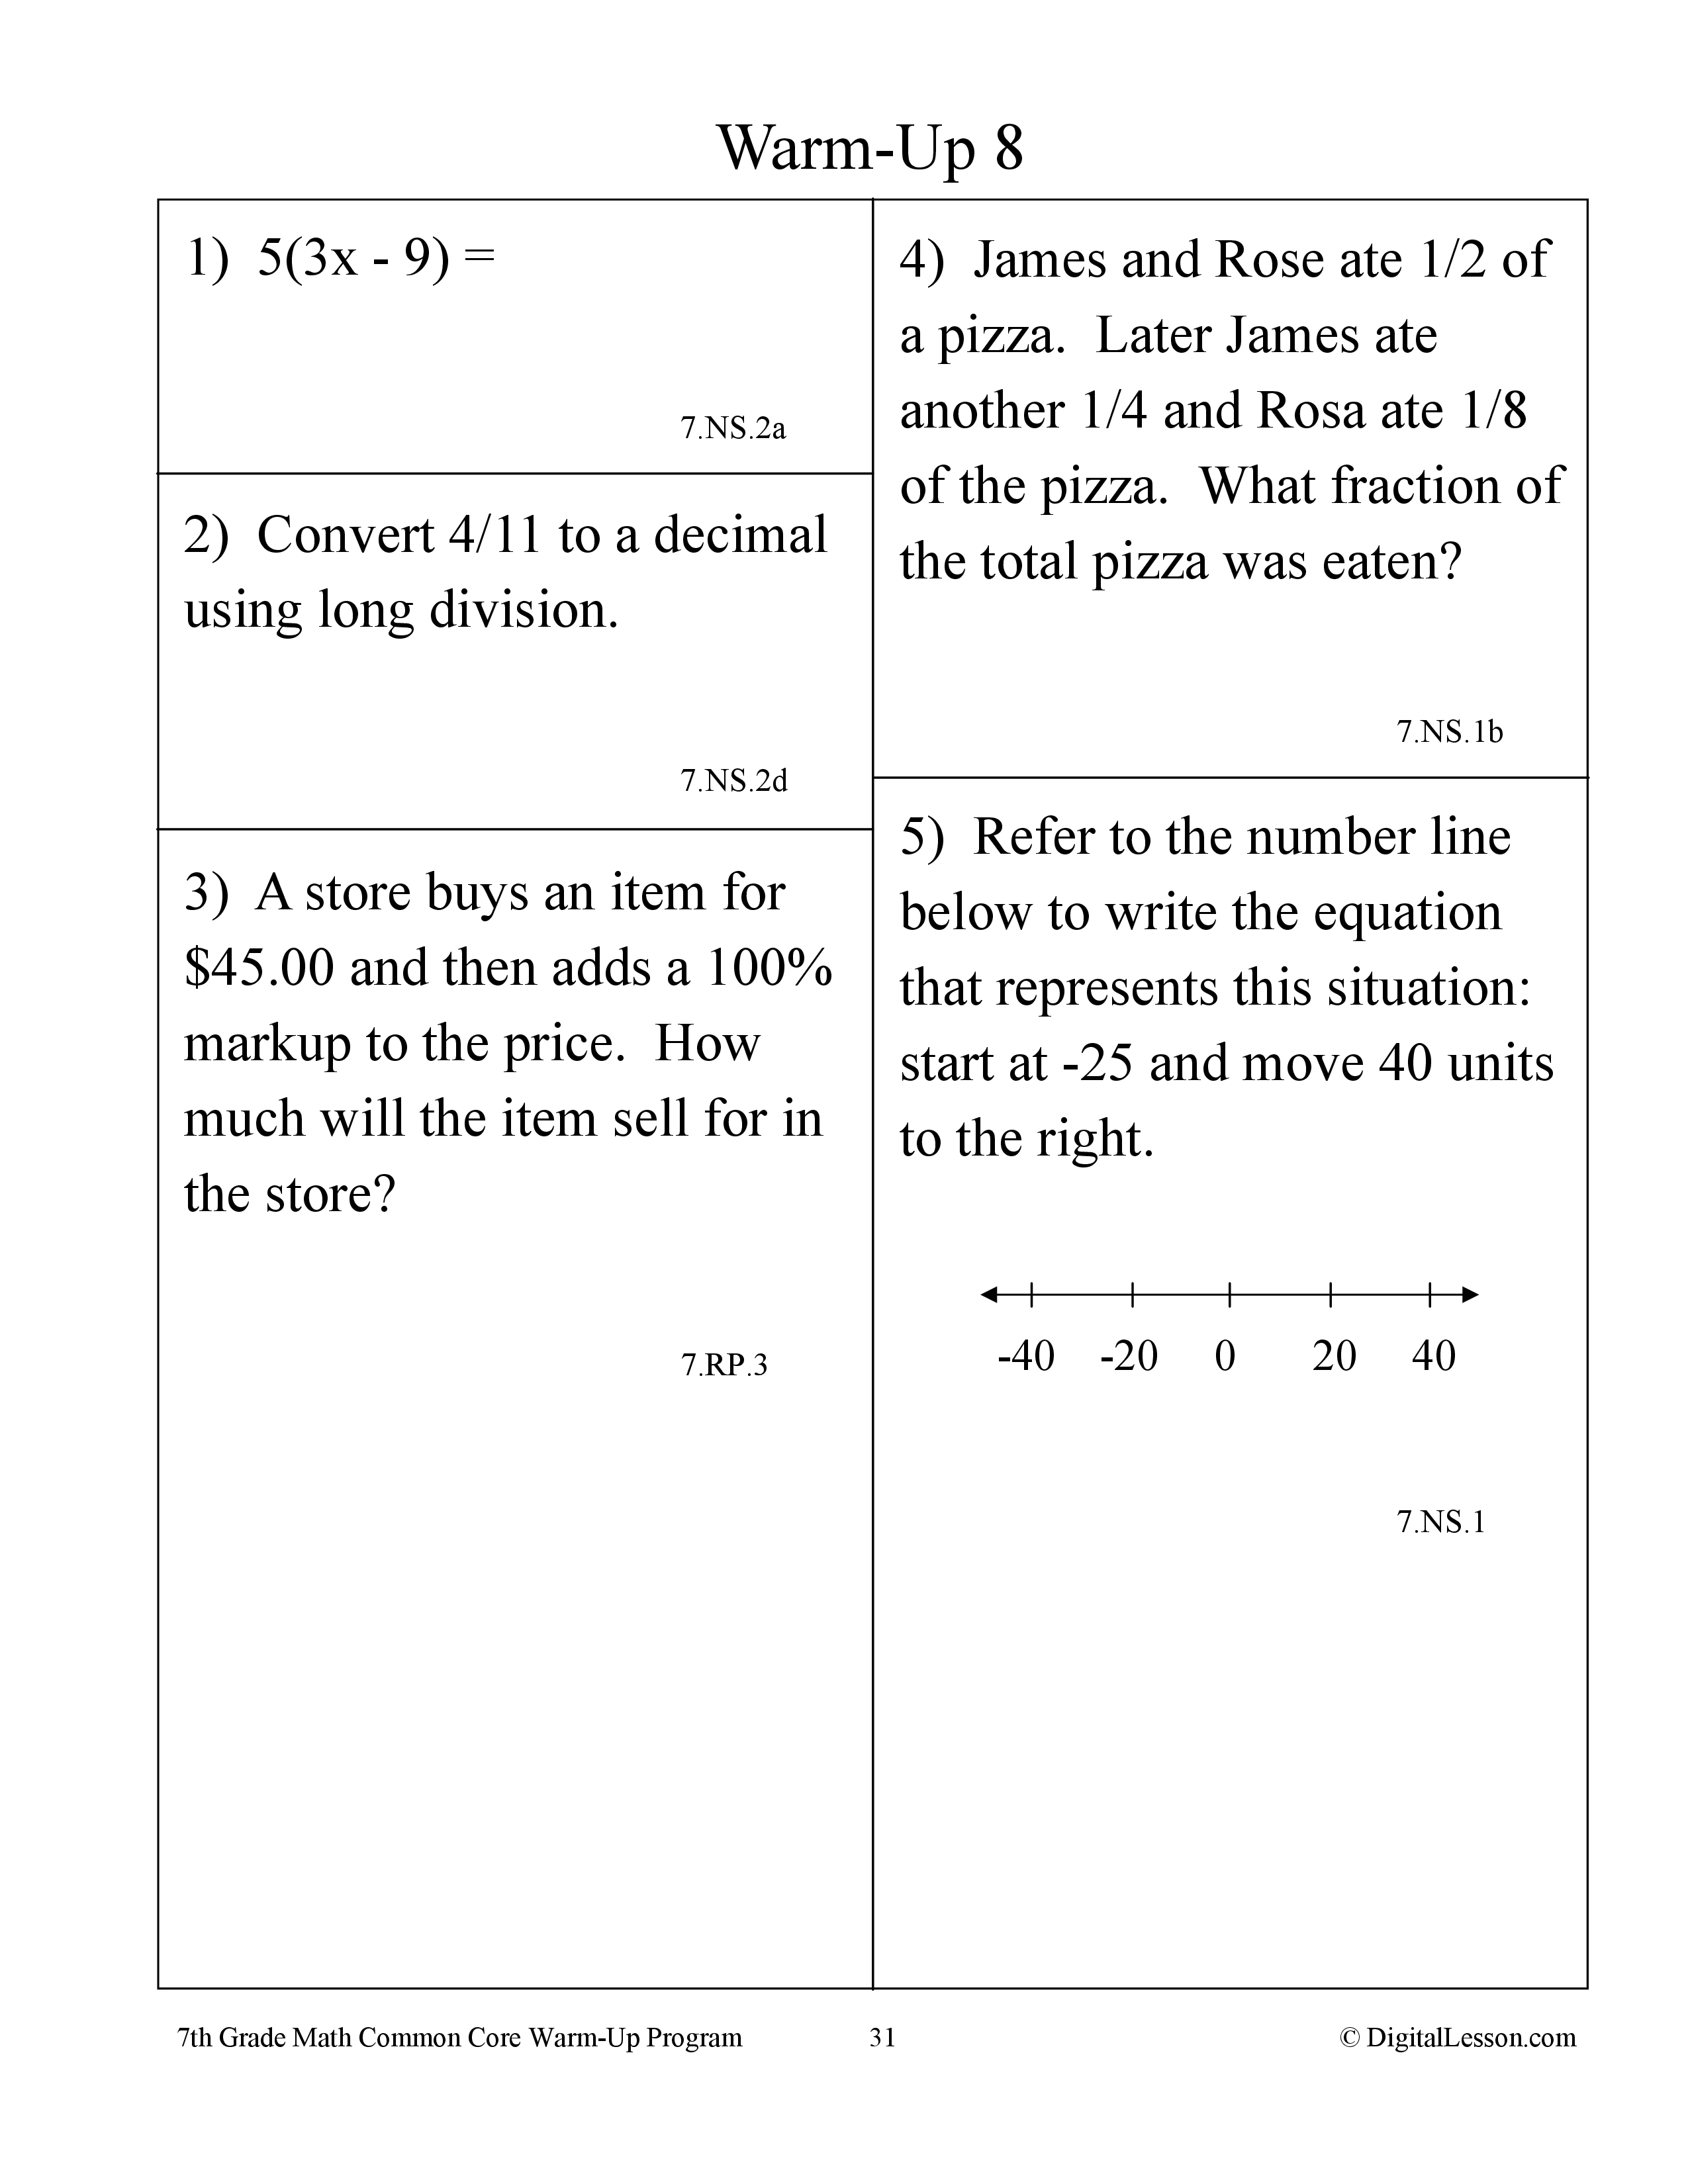 Warm-Up 8
1)  5(3x - 9) =
7.NS.2a
2)  Convert 4/11 to a decimal
using long division.
7.NS.2d
3)  A store buys an item for
$45.00 and then adds a 100%
markup to the price.  How
much will the item sell for in
the store?
7.RP.3
4)  James and Rose ate 1/2 of
a pizza.  Later James ate
another 1/4 and Rosa ate 1/8
of the pizza.  What fraction of
the total pizza was eaten?
7.NS.1b
5)  Refer to the number line
below to write the equation
that represents this situation:
start at -25 and move 40 units
to the right.
-40 -20 0 20 40
7.NS.1
7th Grade Math Common Core Warm-Up Program 31 © DigitalLesson.com